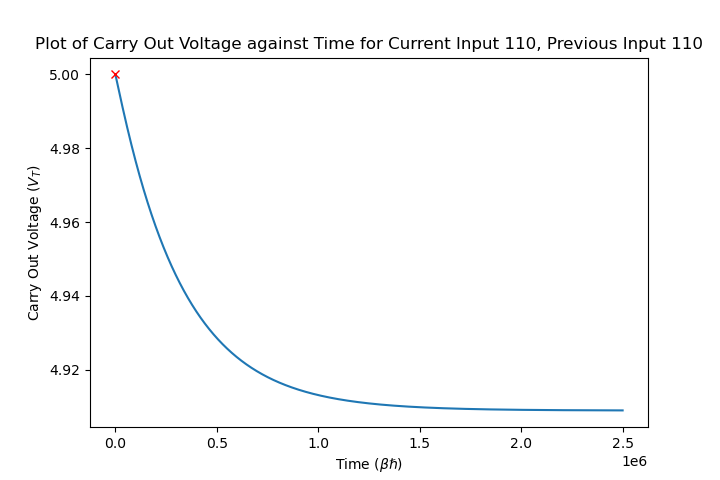 Plot of Carry Out Voltage against Time for Current Input 110, Previous Input 110
5.00
4.98
4.96
4.94
4.92
Carry Out Voltage (V_T)
0.0 0.5 1.0 1.5 2.0 2.5
1e6
Time (βħ)